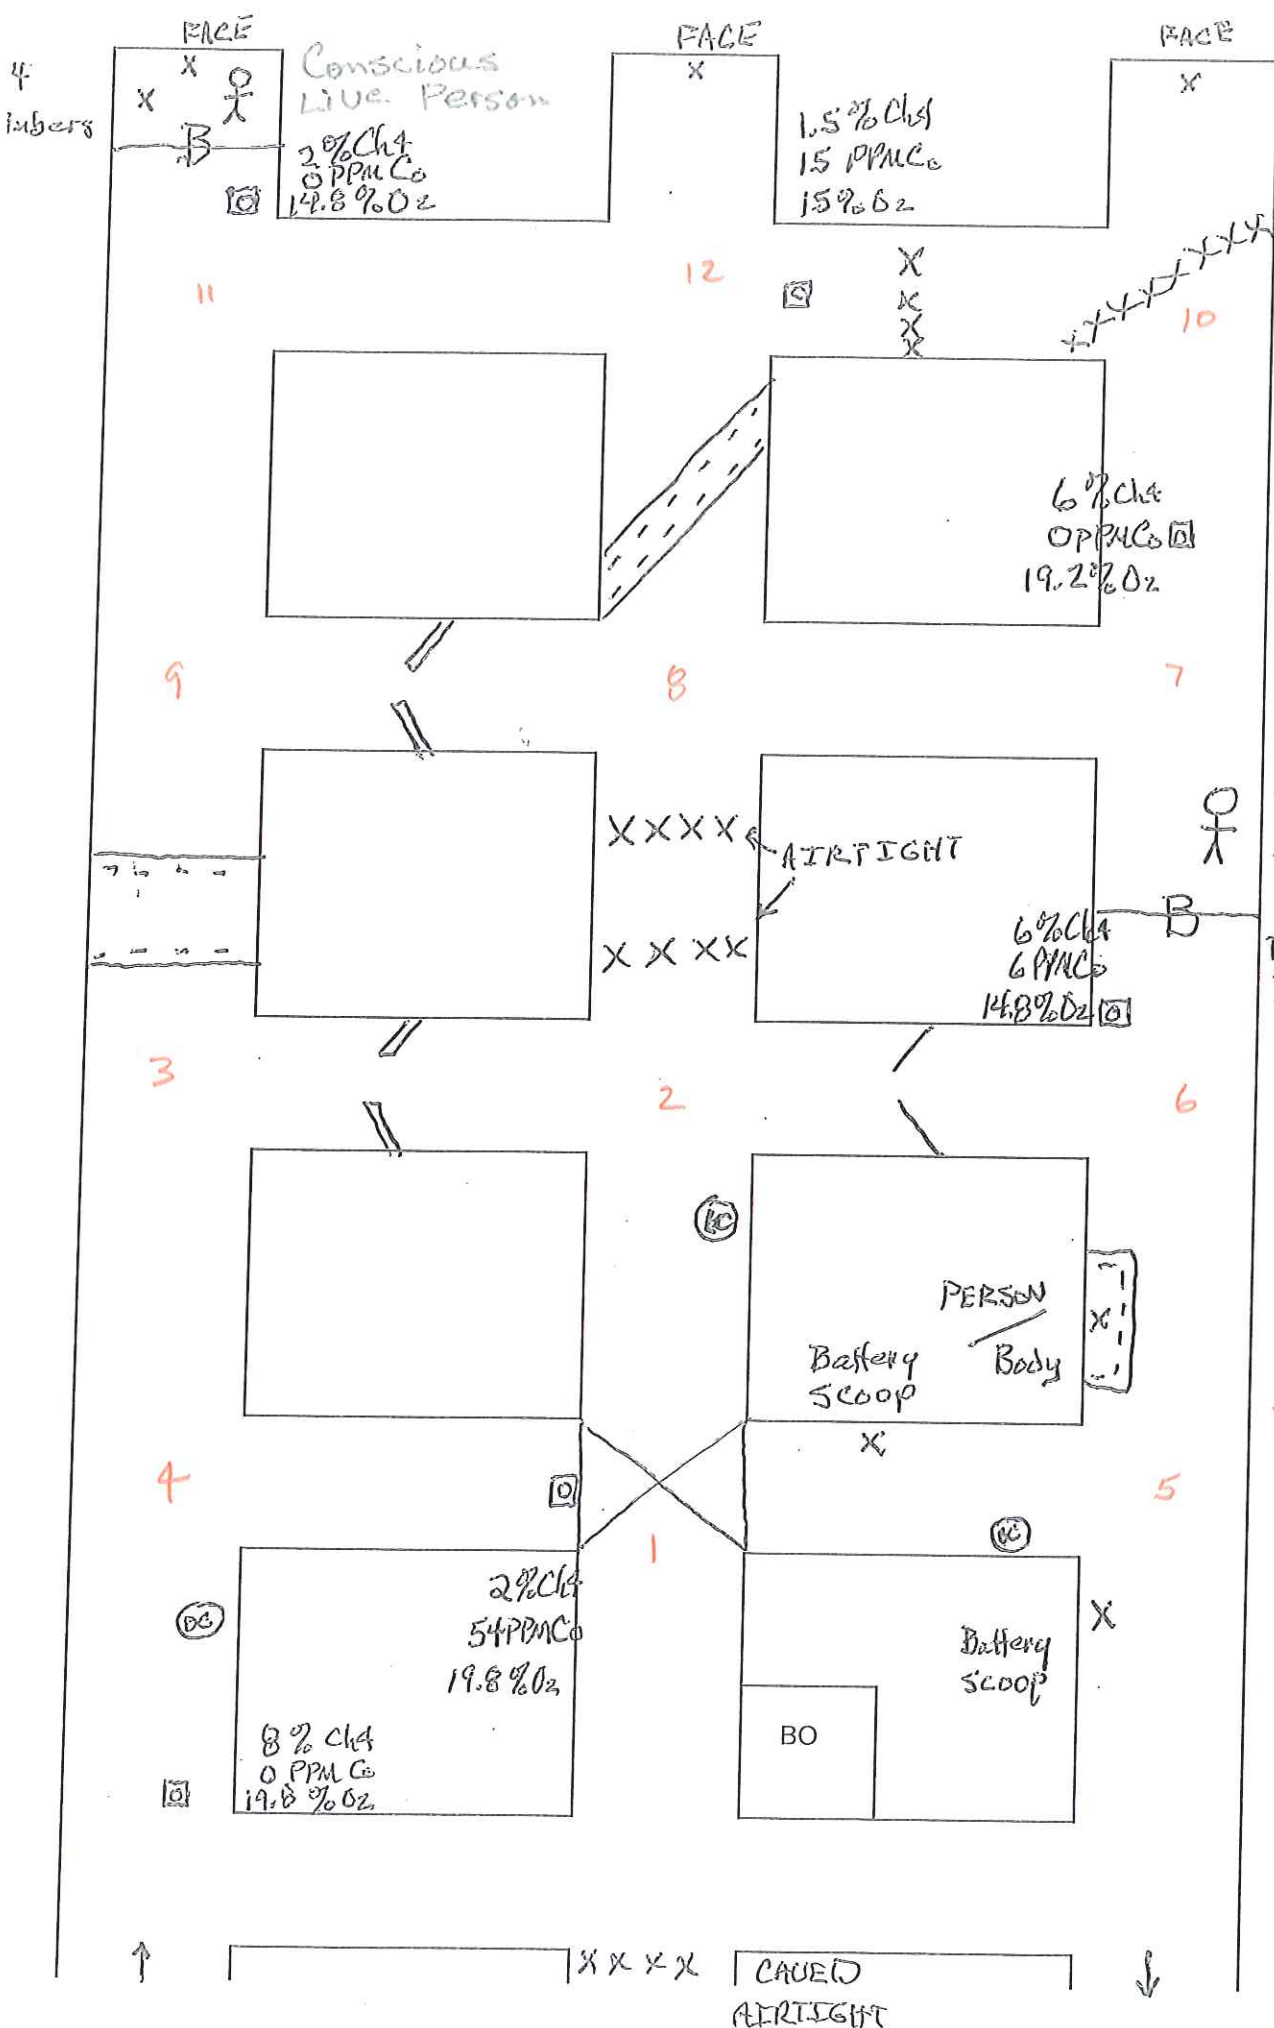 FACE
FACE
FACE
4
Conscious
Live Person
B
2%Ch4
0 PPM Co
14.8%O2
1.5%Ch4
15 PPMCo
15%O2
11
12
10
6%Ch4
0PPMCo
19.2%O2
9
8
7
XXXX
AIRTIGHT
B
6%Ch4
6PPMCo
14.8%O2
XXXX
3
2
6
BC
PERSON
Body
Battery
Scoop
X
X
4
1
5
BC
2%Ch4
54PPMCo
19.8%O2
BC
X
Battery
Scoop
BO
8% Ch4
0 PPM Co
19.8%O2
XXXX
CAVED
AIRTIGHT